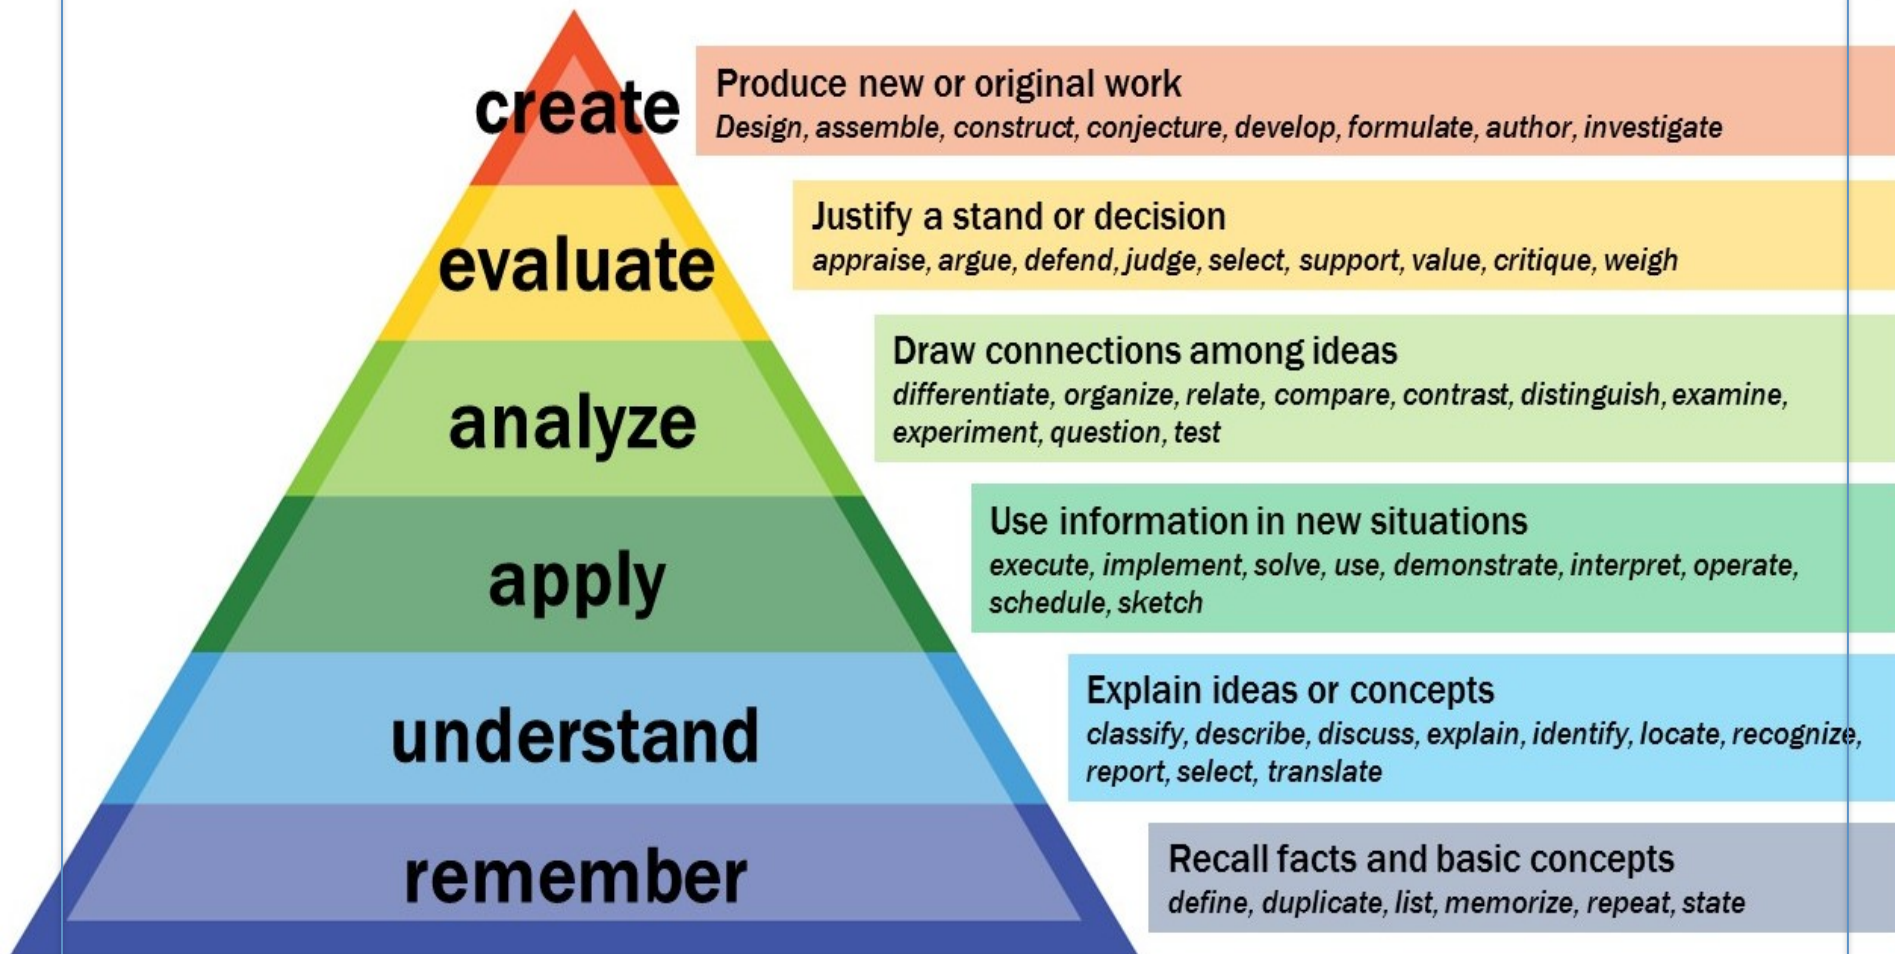 create
Produce new or original work
Design, assemble, construct, conjecture, develop, formulate, author, investigate
evaluate
Justify a stand or decision
appraise, argue, defend, judge, select, support, value, critique, weigh
analyze
Draw connections among ideas
differentiate, organize, relate, compare, contrast, distinguish, examine,
experiment, question, test
apply
Use information in new situations
execute, implement, solve, use, demonstrate, interpret, operate,
schedule, sketch
understand
Explain ideas or concepts
classify, describe, discuss, explain, identify, locate, recognize,
report, select, translate
remember
Recall facts and basic concepts
define, duplicate, list, memorize, repeat, state